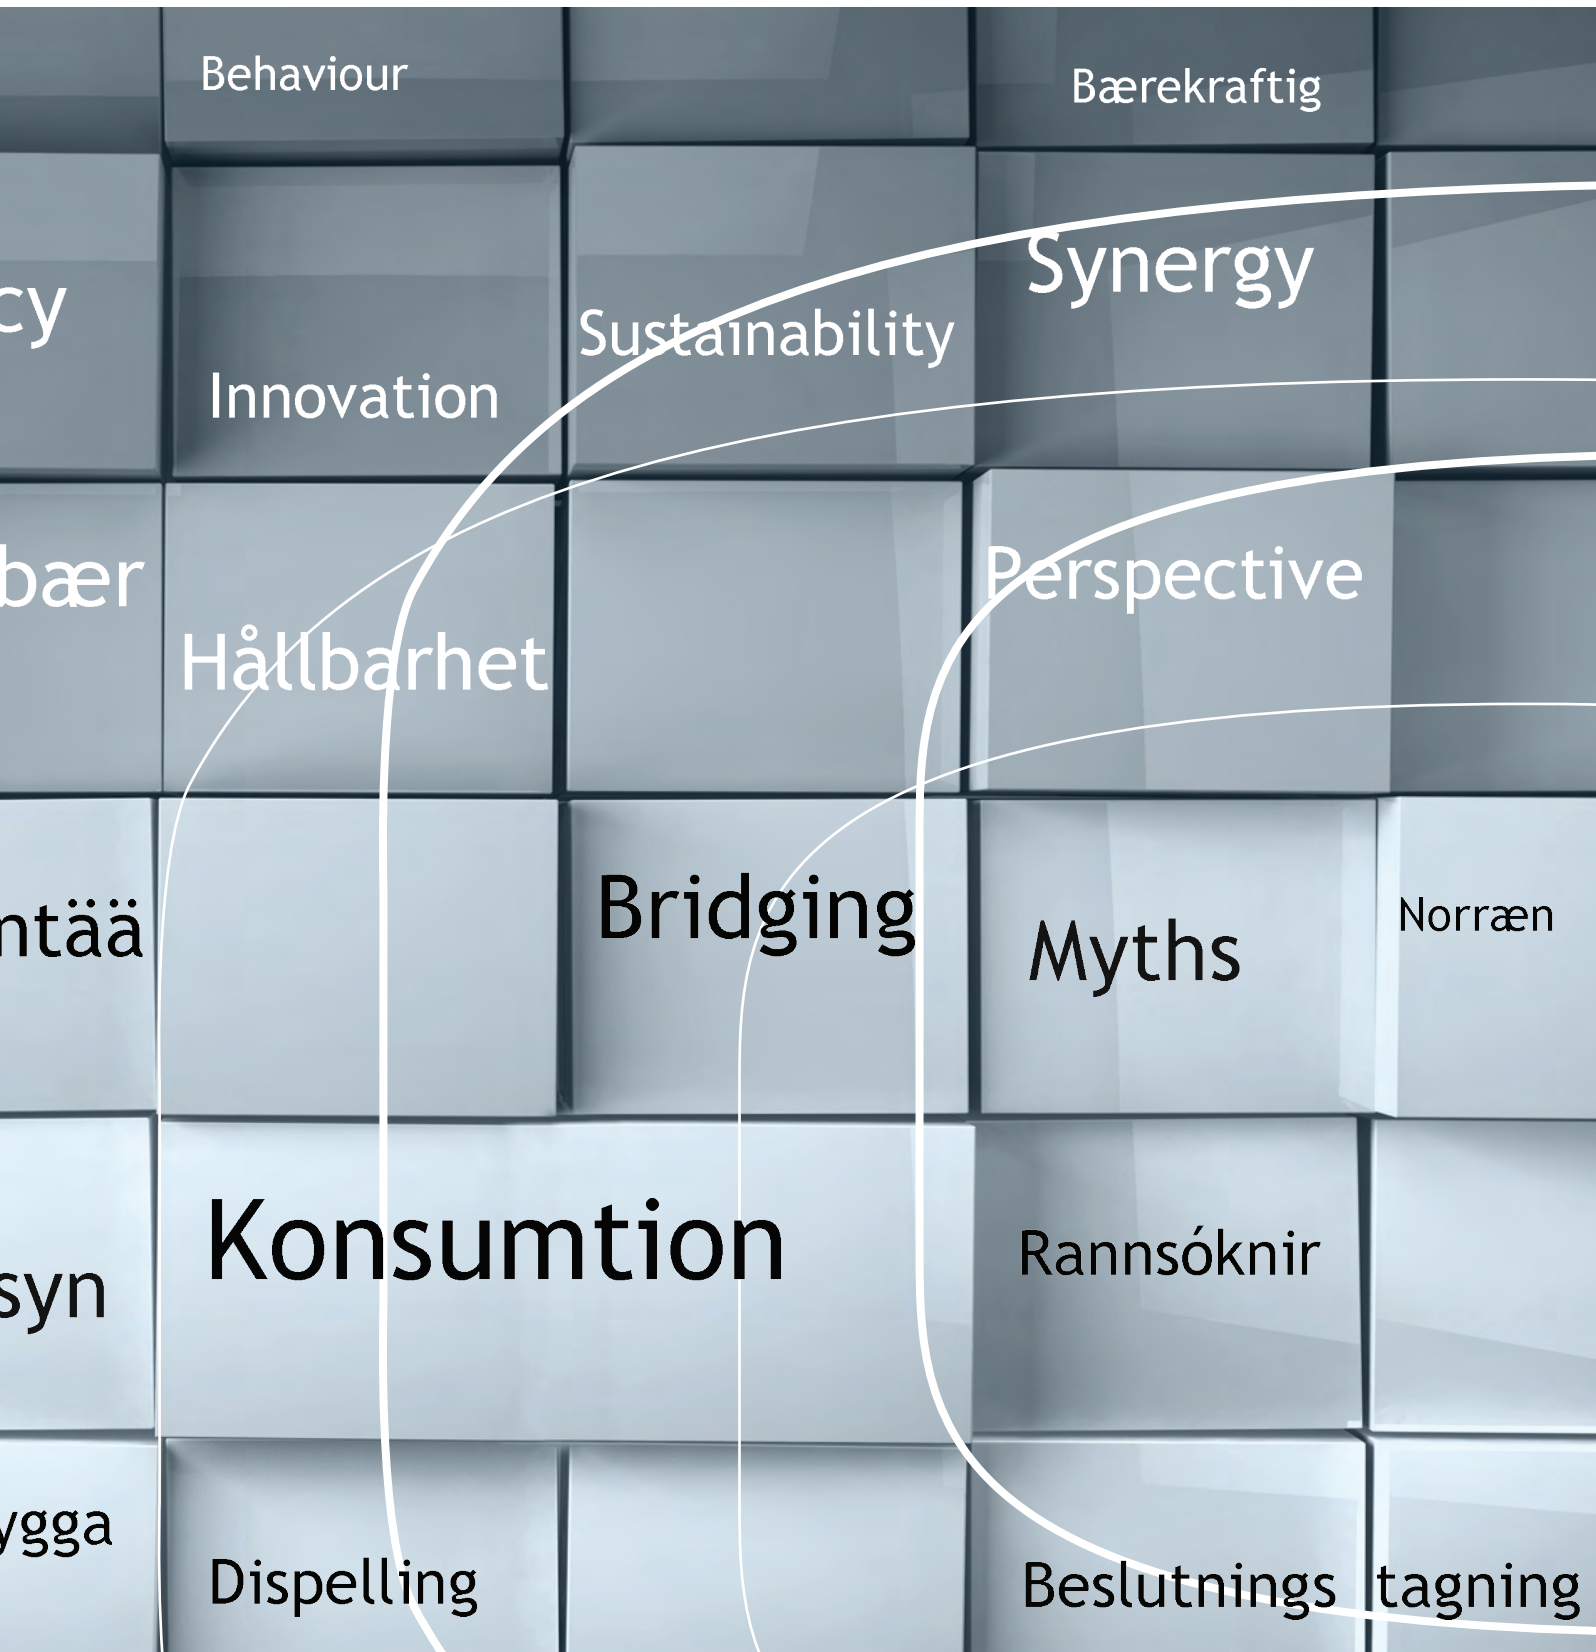 Behaviour
Bærekraftig
cy
Synergy
Sustainability
Innovation
bær
Perspective
Hållbarhet
ntää
Bridging
Myths
Norræn
syn
Konsumtion
Rannsóknir
ygga
Dispelling
Beslutnings tagning